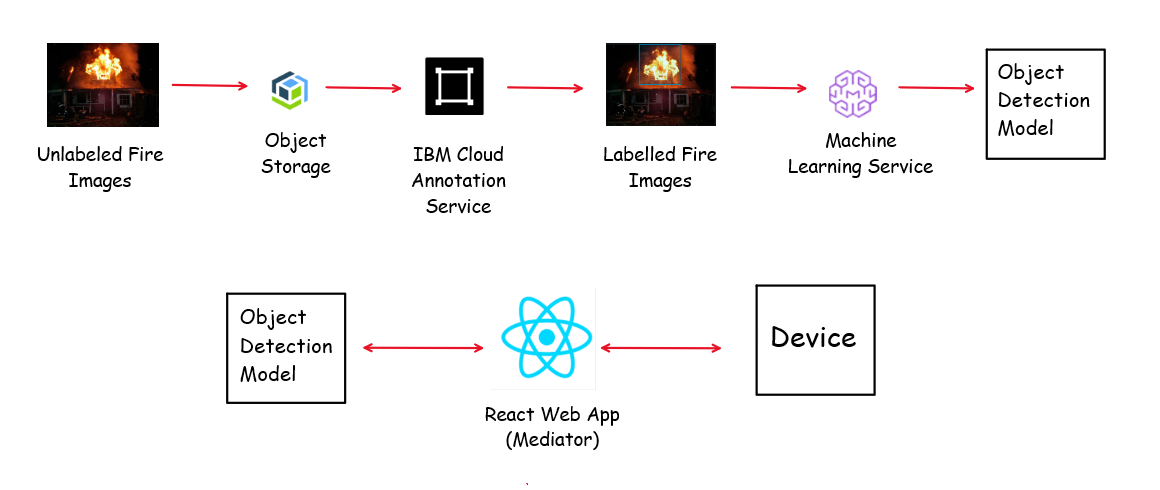 Unlabeled Fire
Images
Object
Storage
IBM Cloud
Annotation
Service
Labelled Fire
Images
Machine
Learning Service
Object
Detection
Model
Object
Detection
Model
React Web App
(Mediator)
Device